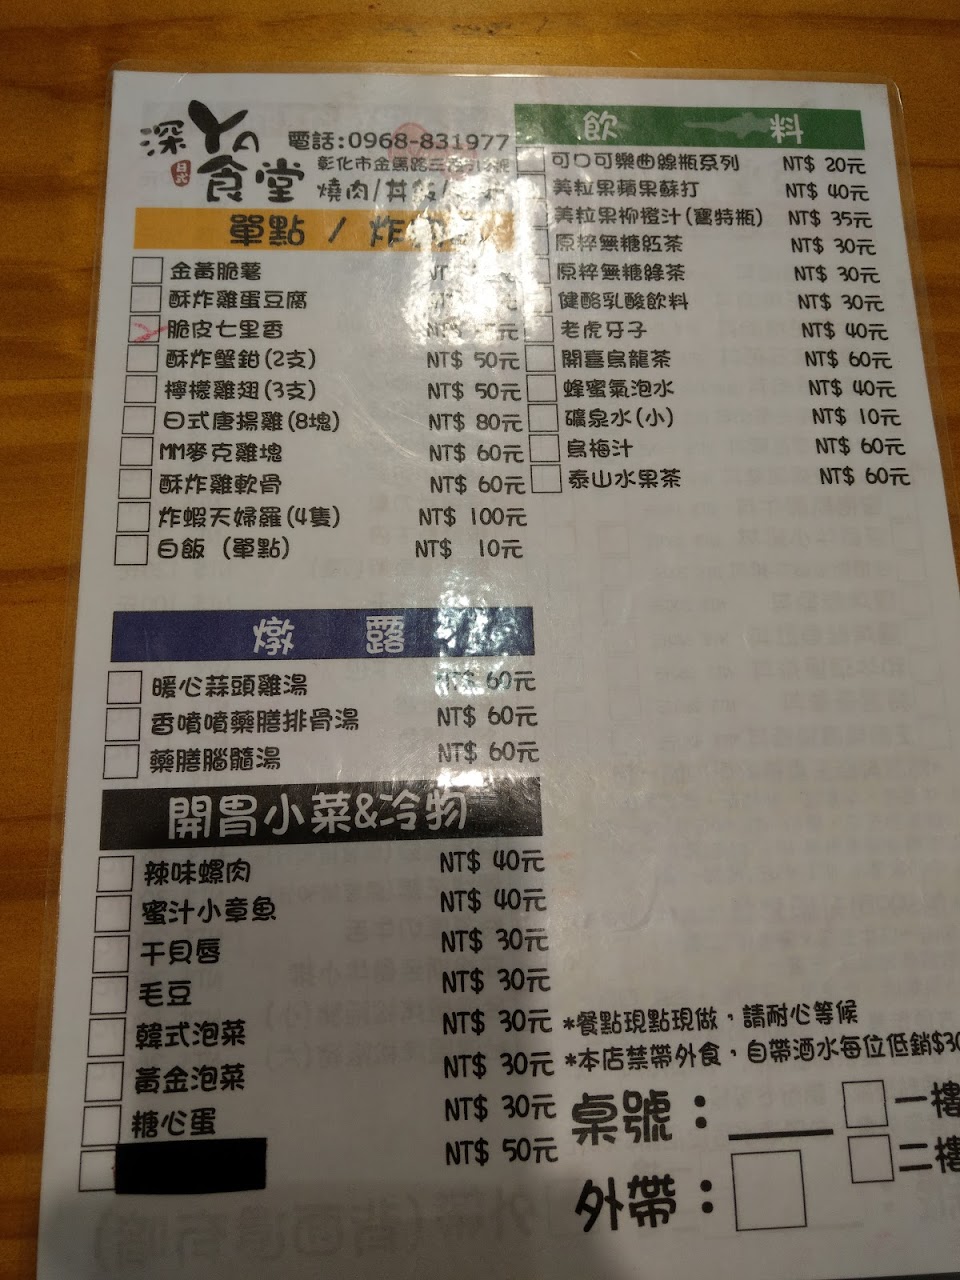 深YA食堂
日式
電話:0968-831977
彰化市金馬路三段
燒肉/丼飯/
單點 / 炸
金黃脆薯
酥炸雞蛋豆腐
脆皮七里香
酥炸蟹鉗(2支) NT$ 50元
檸檬雞翅(3支) NT$ 50元
日式唐揚雞(8塊) NT$ 80元
MM麥克雞塊 NT$ 60元
酥炸雞軟骨 NT$ 60元
炸蝦天婦羅(4隻) NT$ 100元
白飯 (單點) NT$ 10元
燉 露
暖心蒜頭雞湯 NT$ 60元
香噴噴藥膳排骨湯 NT$ 60元
藥膳腦髓湯 NT$ 60元
開胃小菜&冷物
辣味螺肉 NT$ 40元
蜜汁小章魚 NT$ 40元
干貝唇 NT$ 30元
毛豆 NT$ 30元
韓式泡菜 NT$ 30元
黃金泡菜 NT$ 30元
糖心蛋 NT$ 30元
NT$ 50元
飲 料
可口可樂曲線瓶系列 NT$ 20元
美粒果蘋果蘇打 NT$ 40元
美粒果柳橙汁(寶特瓶) NT$ 35元
原粹無糖紅茶 NT$ 30元
原粹無糖綠茶 NT$ 30元
健酪乳酸飲料 NT$ 30元
老虎牙子 NT$ 40元
開喜烏龍茶 NT$ 60元
蜂蜜氣泡水 NT$ 40元
礦泉水(小) NT$ 10元
烏梅汁 NT$ 60元
泰山水果茶 NT$ 60元
*餐點現點現做，請耐心等候
*本店禁帶外食，自帶酒水每位低銷$30
桌號：
一樓
二樓
外帶：